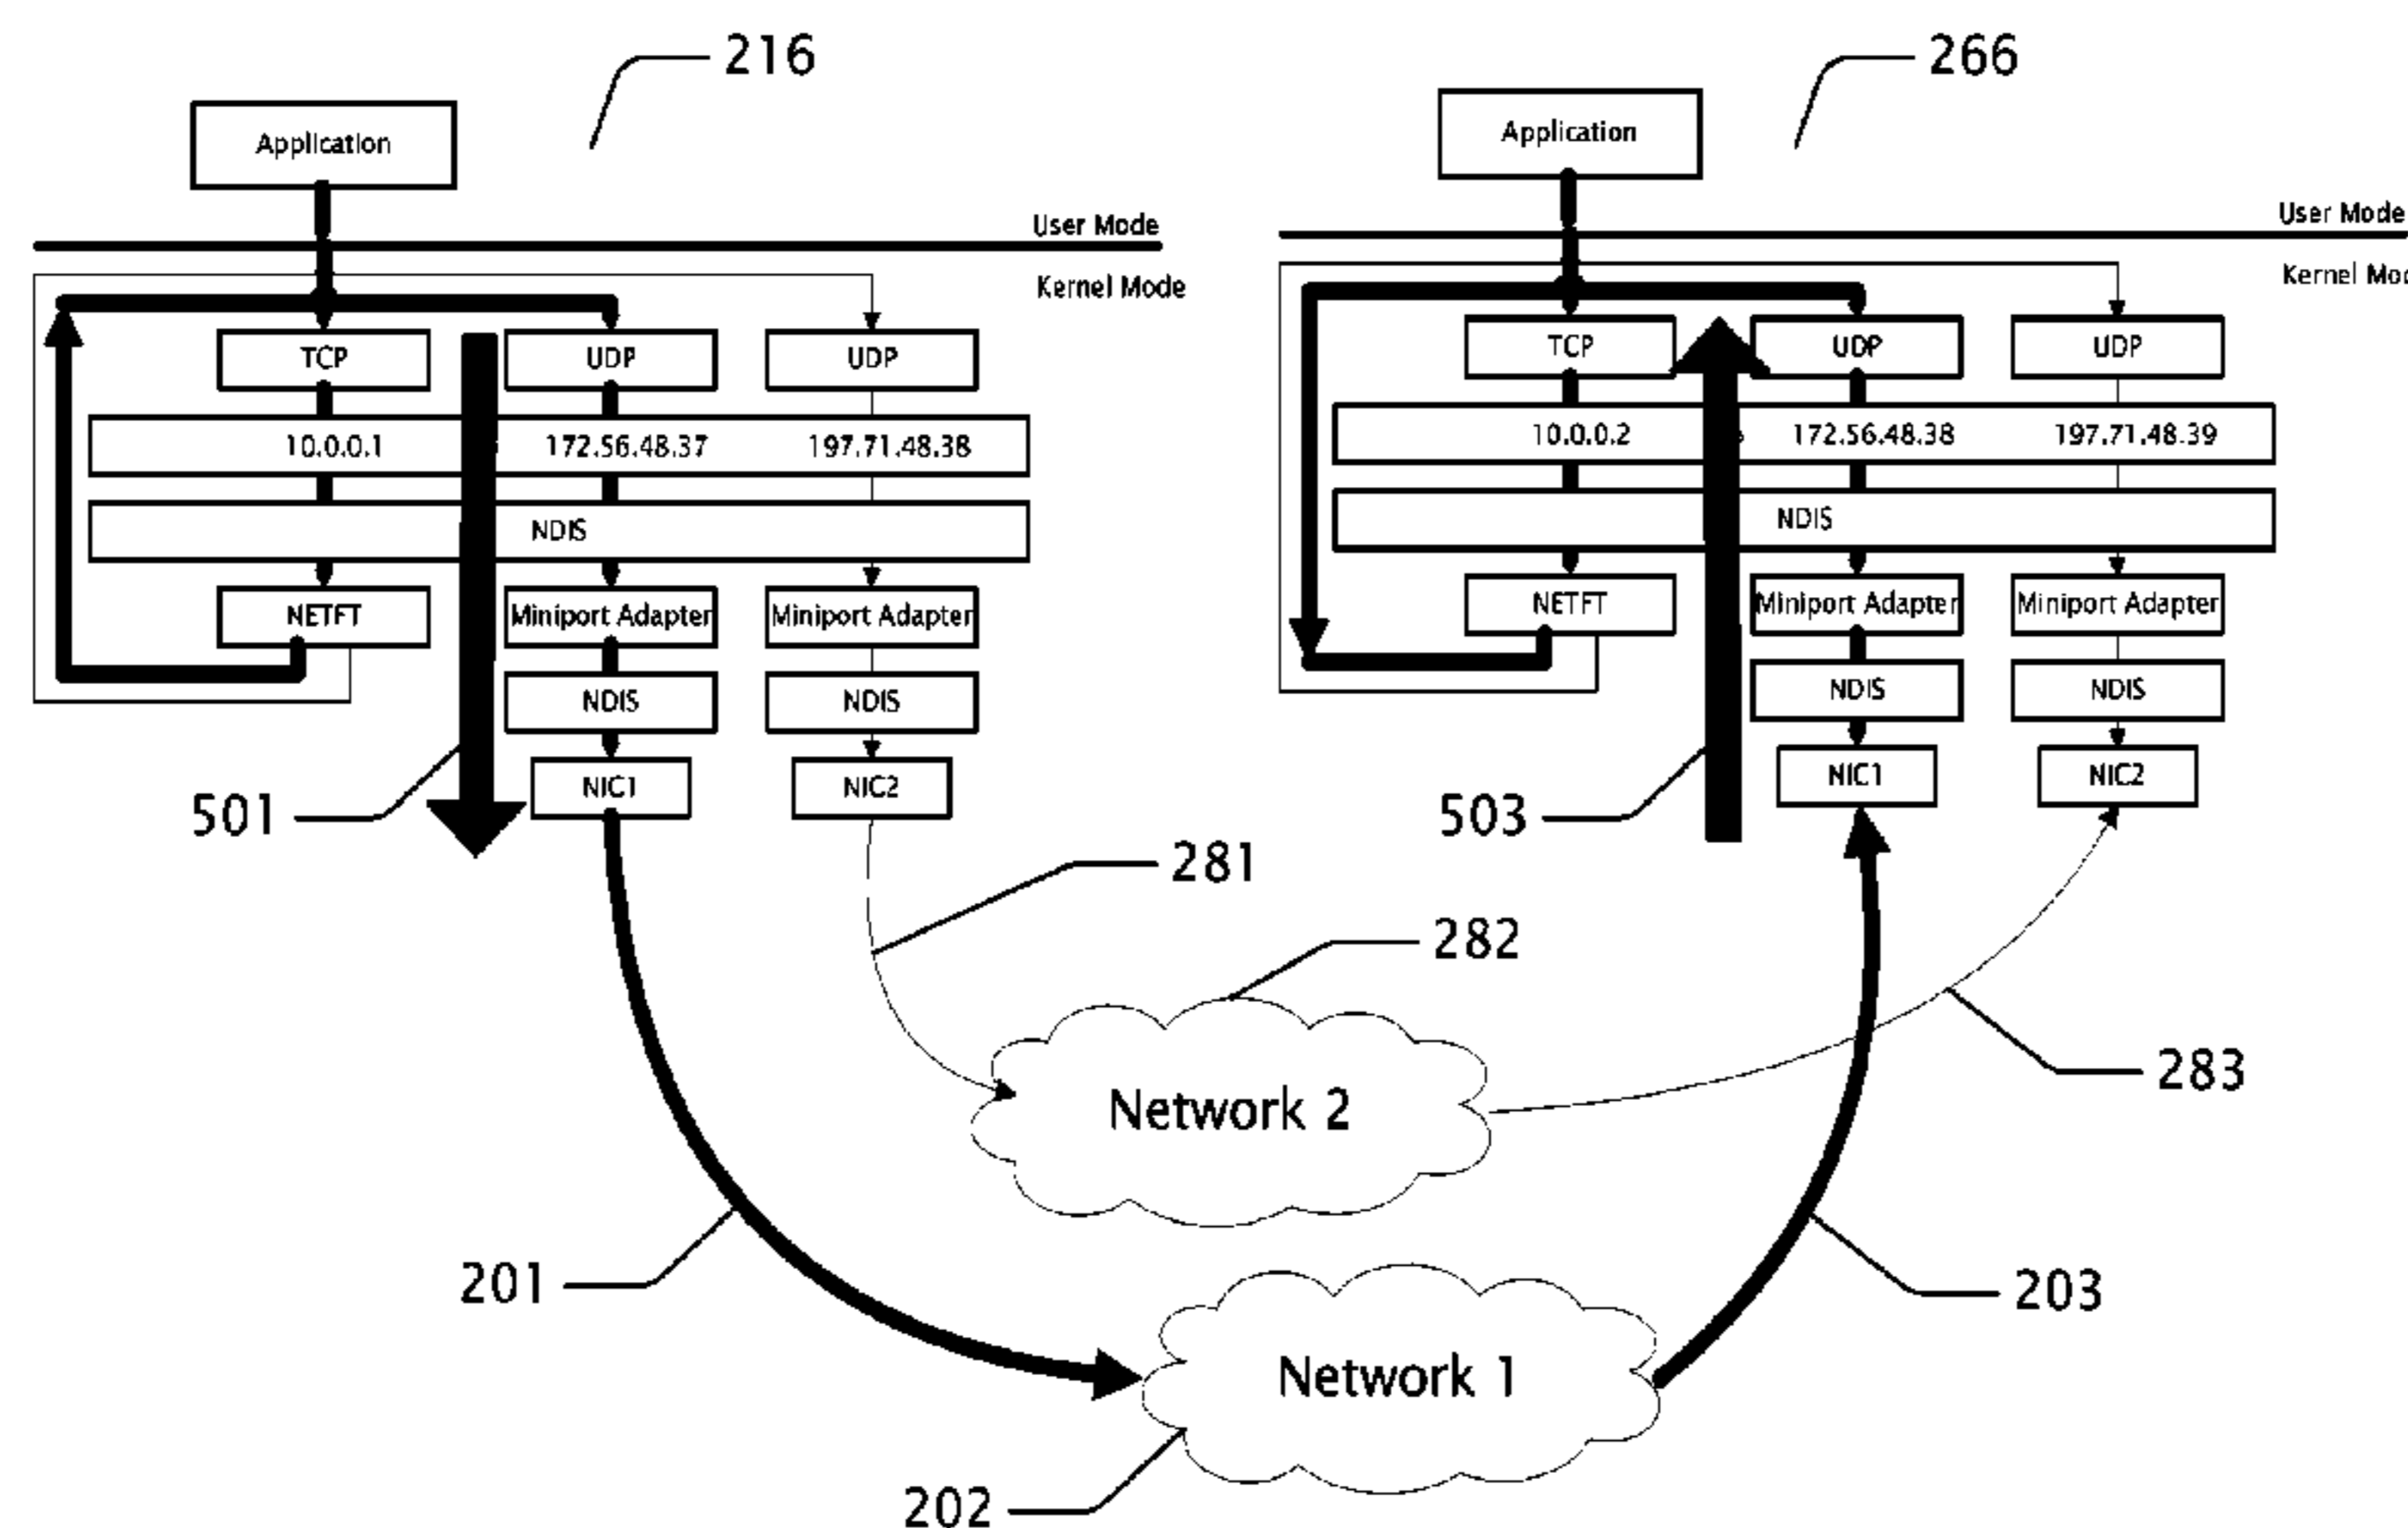 216
266
Application
Application
User Mode
User Mode
Kernel Mode
Kernel Mod
TCP
UDP
UDP
TCP
UDP
UDP
10.0.0.1
172.56.48.37
197.71.48.38
10.0.0.2
172.56.48.38
197.71.48.39
NDIS
NDIS
NETFT
Miniport Adapter
Miniport Adapter
NETFT
Miniport Adapter
Miniport Adapter
NDIS
NDIS
NDIS
NDIS
NIC1
NIC2
NIC1
NIC2
501
503
281
282
Network 2
283
201
203
Network 1
202